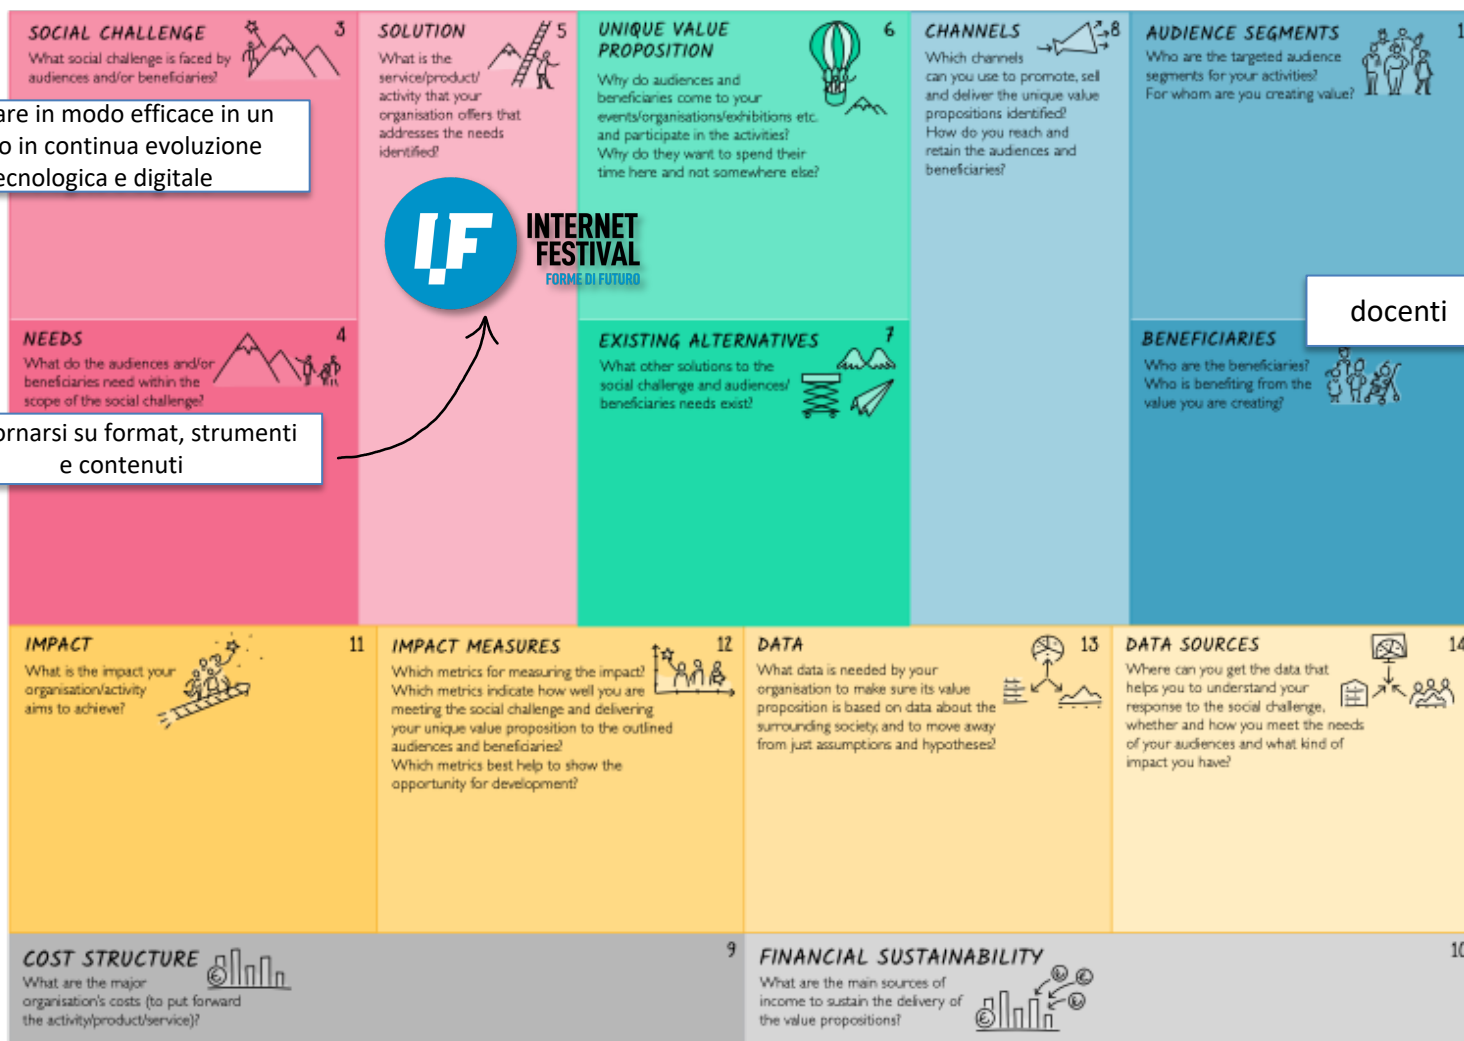 SOCIAL CHALLENGE
3
What social challenge is faced by
audiences and/or beneficiaries?
are in modo efficace in un
o in continua evoluzione
ecnologica e digitale
NEEDS
4
What do the audiences and/or
beneficiaries need within the
scope of the social challenge?
ornarsi su format, strumenti
e contenuti
SOLUTION
5
What is the
service/product/
activity that your
organisation offers that
addresses the needs
identified?
IF
INTERNET
FESTIVAL
FORME DI FUTURO
UNIQUE VALUE
PROPOSITION
6
Why do audiences and
beneficiaries come to your
events/organisations/exhibitions etc.
and participate in the activities?
Why do they want to spend their
time here and not somewhere else?
EXISTING ALTERNATIVES
7
What other solutions to the
social challenge and audiences/
beneficiaries needs exist?
CHANNELS
8
Which channels
can you use to promote, sell
and deliver the unique value
propositions identified?
How do you reach and
retain the audiences and
beneficiaries?
AUDIENCE SEGMENTS
1
Who are the targeted audience
segments for your activities?
For whom are you creating value?
docenti
BENEFICIARIES
Who are the beneficiaries?
Who is benefiting from the
value you are creating?
IMPACT
11
What is the impact your
organisation/activity
aims to achieve?
IMPACT MEASURES
12
Which metrics for measuring the impact?
Which metrics indicate how well you are
meeting the social challenge and delivering
your unique value proposition to the outlined
audiences and beneficiaries?
Which metrics best help to show the
opportunity for development?
DATA
13
What data is needed by your
organisation to make sure its value
proposition is based on data about the
surrounding society, and to move away
from just assumptions and hypotheses?
DATA SOURCES
14
Where can you get the data that
helps you to understand your
response to the social challenge,
whether and how you meet the needs
of your audiences and what kind of
impact you have?
COST STRUCTURE
9
What are the major
organisation's costs (to put forward
the activity/product/service)?
FINANCIAL SUSTAINABILITY
10
What are the main sources of
income to sustain the delivery of
the value propositions?